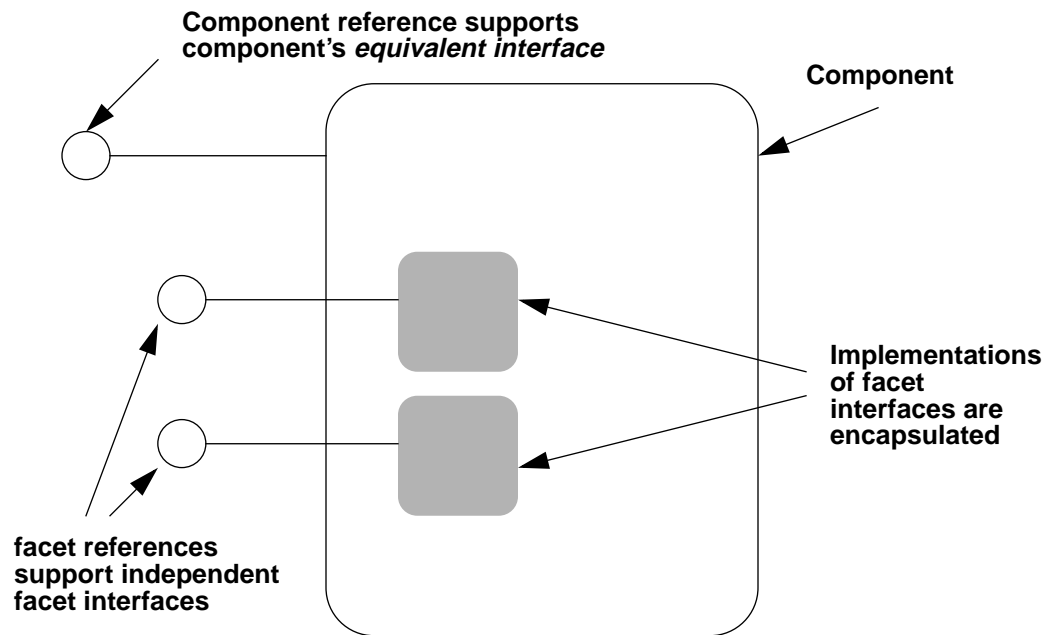 Component reference supports
component’s equivalent interface
Component
Implementations
of facet
interfaces are
encapsulated
facet references
support independent
facet interfaces